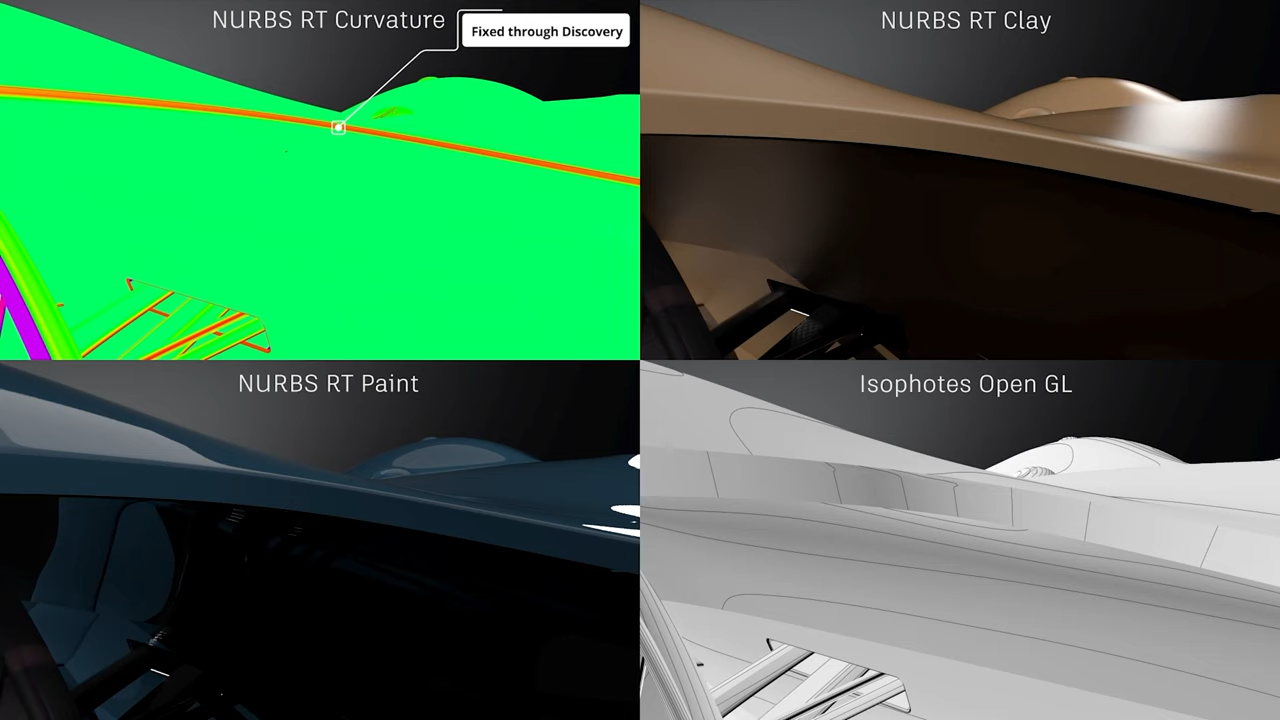 NURBS RT Curvature
Fixed through Discovery
NURBS RT Clay
NURBS RT Paint
Isophotes Open GL